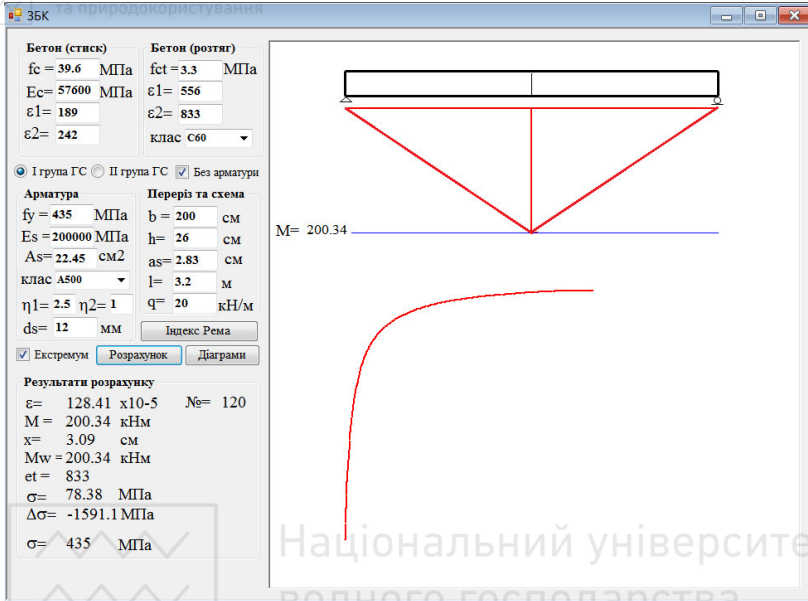 та природокористування
ЗБК
Бетон (стиск)
fc = 39.6 МПа
Ec= 57600 МПа
ε1= 189
ε2= 242
Бетон (розтяг)
fct = 3.3 МПа
ε1= 556
ε2= 833
клас C60
І група ГС ІІ група ГС Без арматури
Арматура
fy = 435 МПа
Es = 200000 МПа
As= 22.45 см2
клас A500
η1= 2.5 η2= 1
ds= 12 мм
Переріз та схема
b = 200 см
h= 26 см
as= 2.83 см
l= 3.2 м
q= 20 кН/м
Індекс Рема
Екстремум Розрахунок Діаграми
Результати розрахунку
ε= 128.41 x10-5 №= 120
M = 200.34 кНм
x= 3.09 см
Mw = 200.34 кНм
et = 833
σ= 78.38 МПа
Δσ= -1591.1 МПа
σ= 435 МПа
M= 200.34
Національний університе
водного господарства